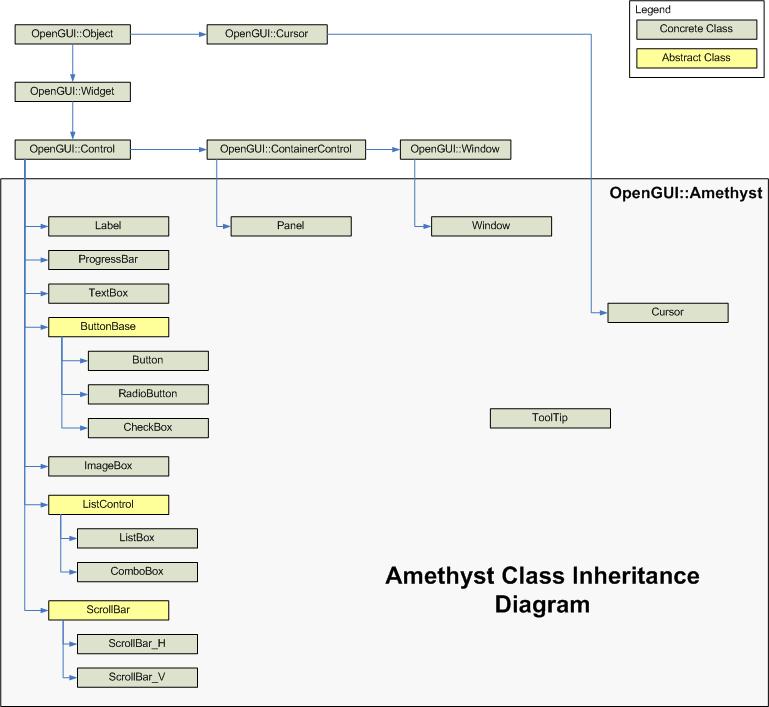 Legend
Concrete Class
Abstract Class
OpenGUI::Object
OpenGUI::Cursor
OpenGUI::Widget
OpenGUI::Control
OpenGUI::ContainerControl
OpenGUI::Window
OpenGUI::Amethyst
Label
Panel
Window
ProgressBar
TextBox
Cursor
ButtonBase
Button
RadioButton
ToolTip
CheckBox
ImageBox
ListControl
ListBox
ComboBox
Amethyst Class Inheritance
Diagram
ScrollBar
ScrollBar_H
ScrollBar_V